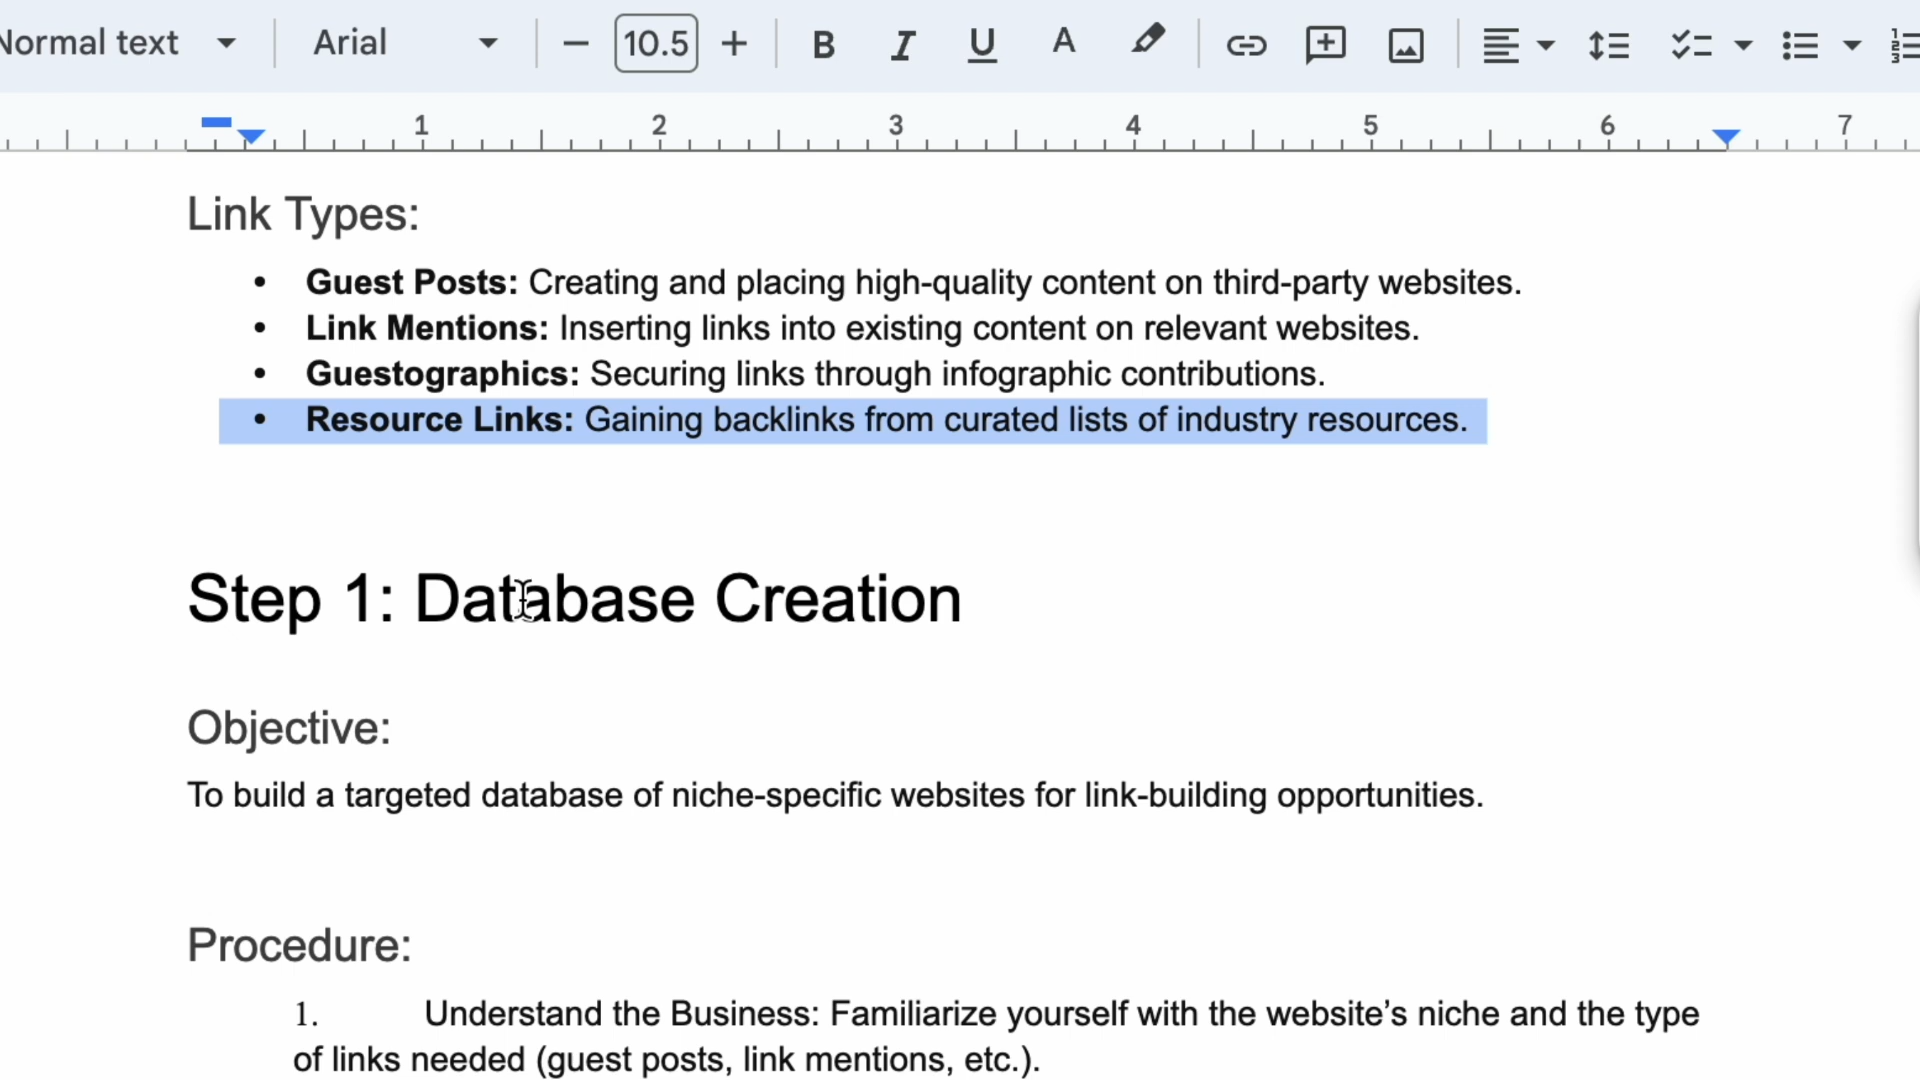 Normal text Arial 10.5 B I U A
1 2 3 4 5 6 7
Link Types:
• Guest Posts: Creating and placing high-quality content on third-party websites.
• Link Mentions: Inserting links into existing content on relevant websites.
• Guestographics: Securing links through infographic contributions.
• Resource Links: Gaining backlinks from curated lists of industry resources.
Step 1: Database Creation
Objective:
To build a targeted database of niche-specific websites for link-building opportunities.
Procedure:
1. Understand the Business: Familiarize yourself with the website’s niche and the type
of links needed (guest posts, link mentions, etc.).